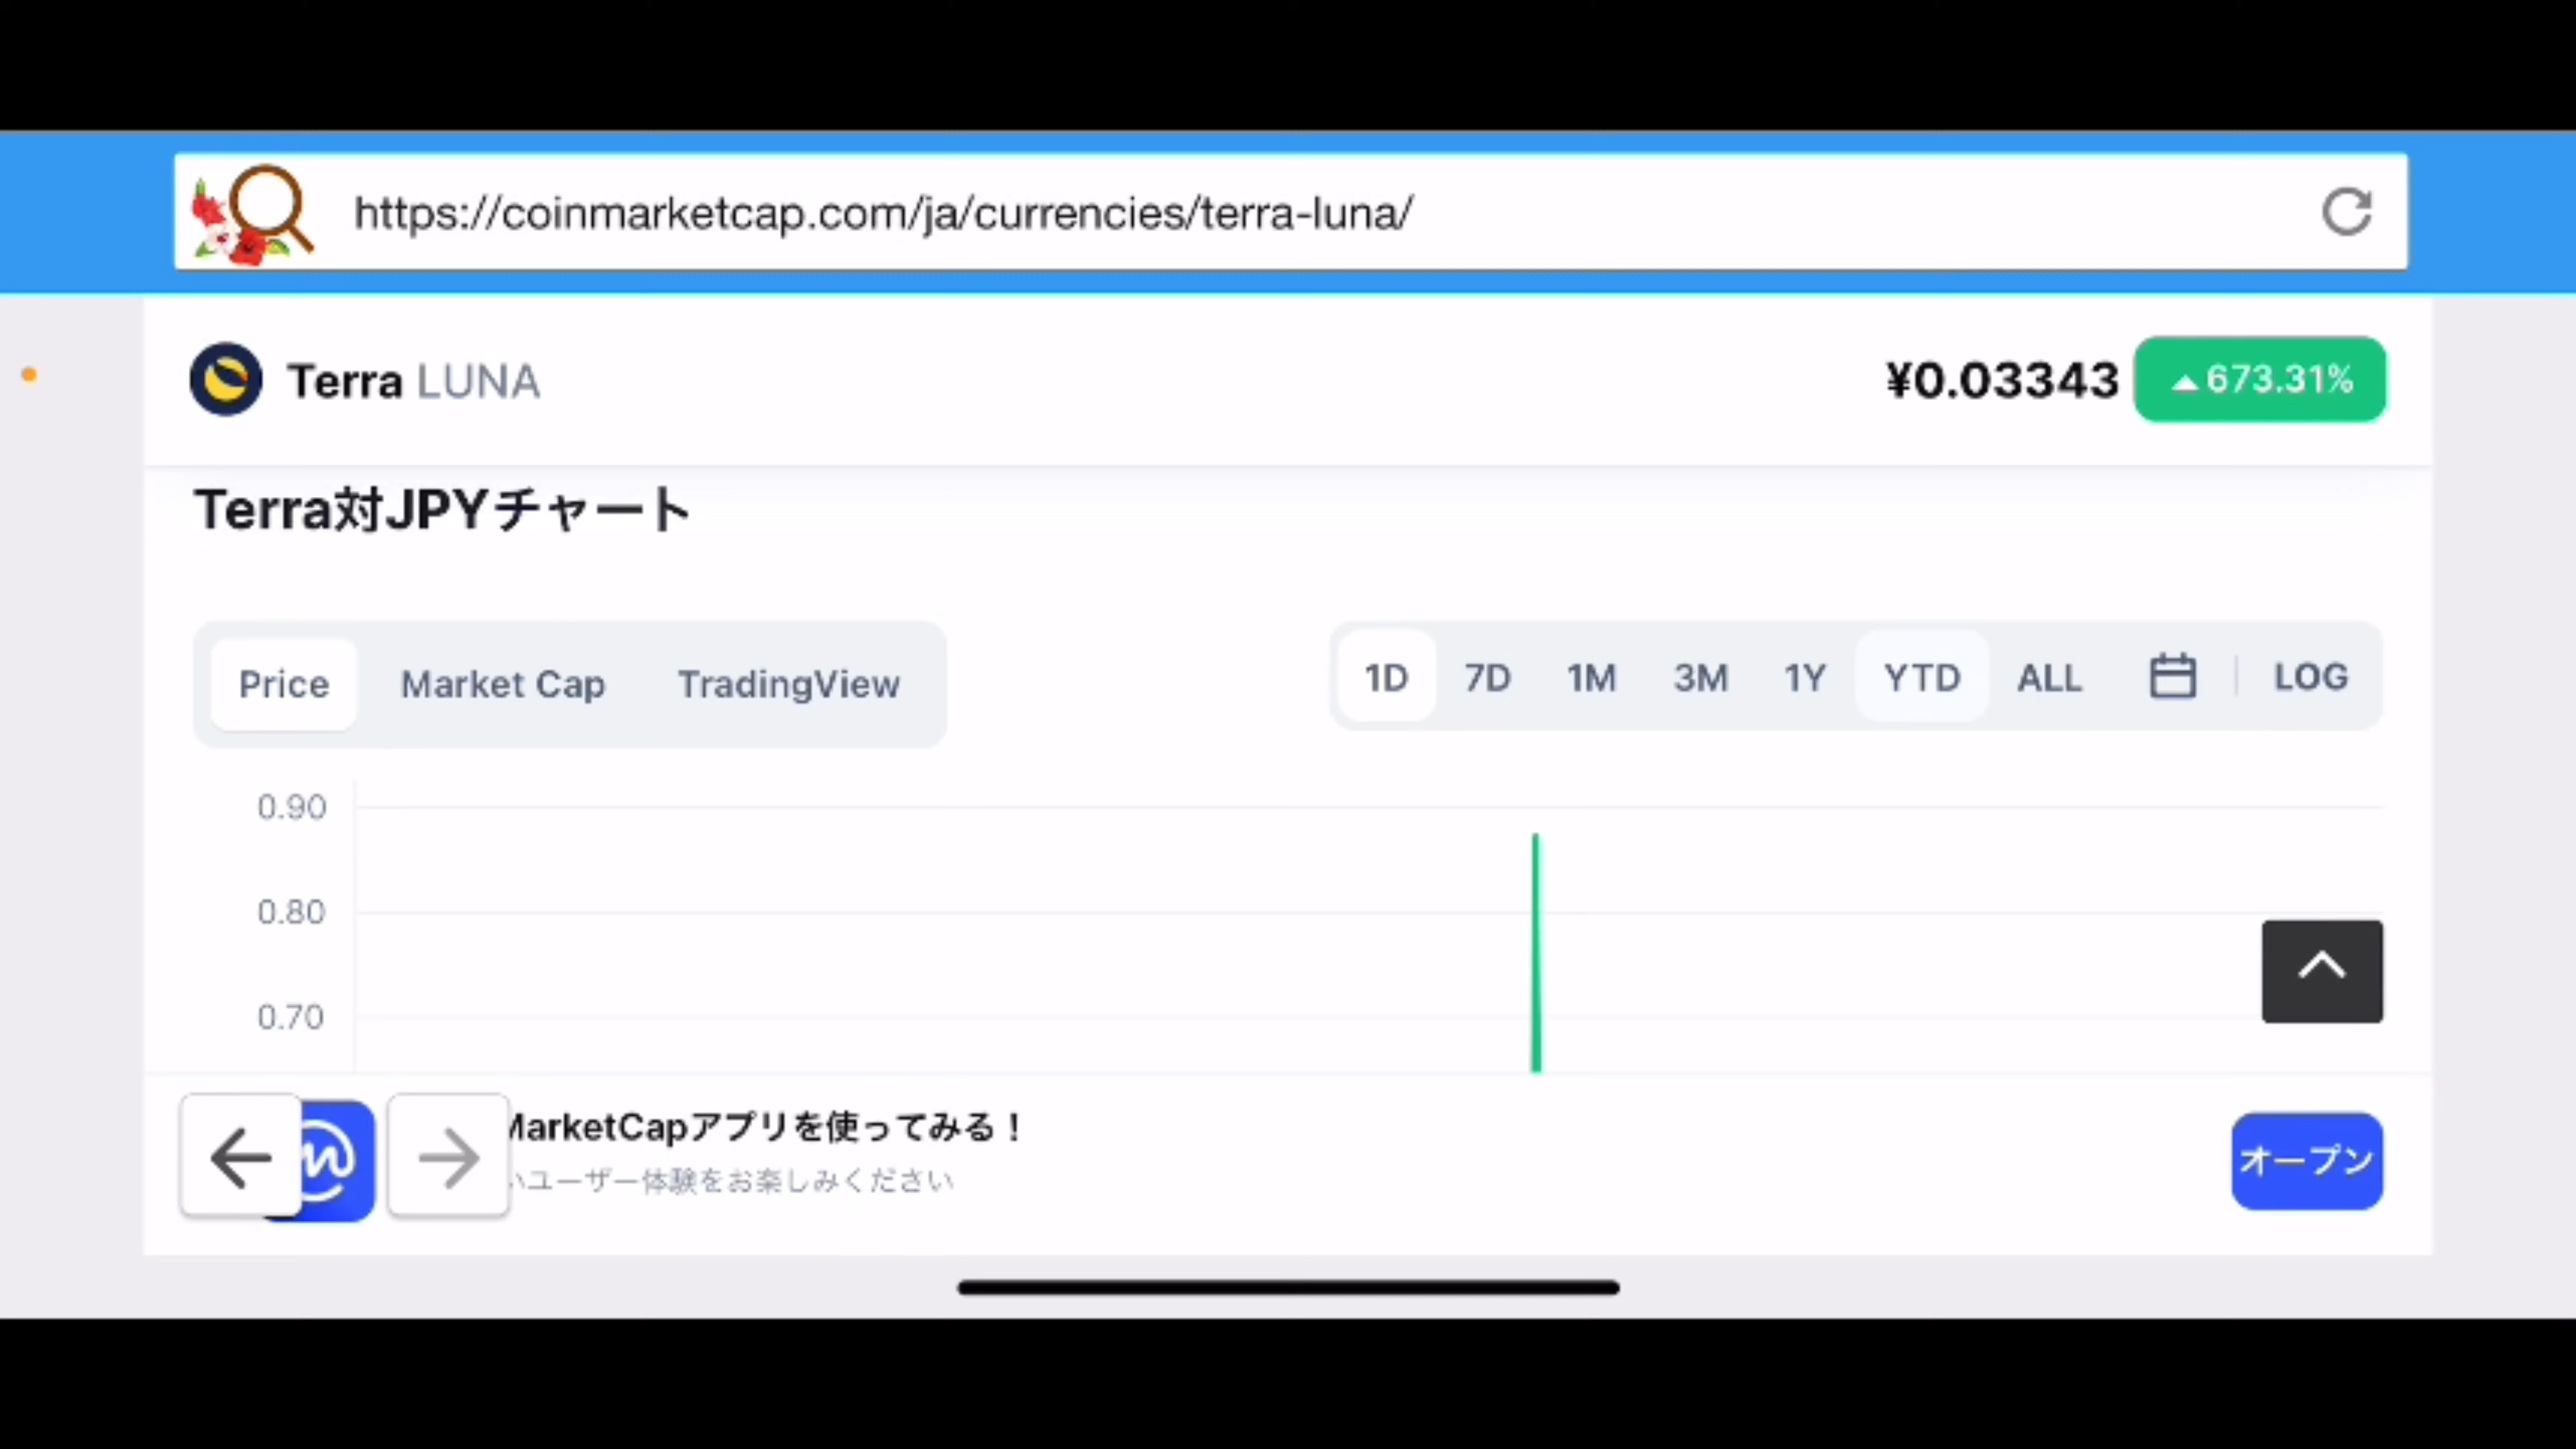 https://coinmarketcap.com/ja/currencies/terra-luna/
Terra LUNA
¥0.03343 ▲673.31%
Terra対JPYチャート
Price Market Cap TradingView
1D 7D 1M 3M 1Y YTD ALL LOG
0.90
0.80
0.70
MarketCapアプリを使ってみる！
ユーザー体験をお楽しみください
オープン